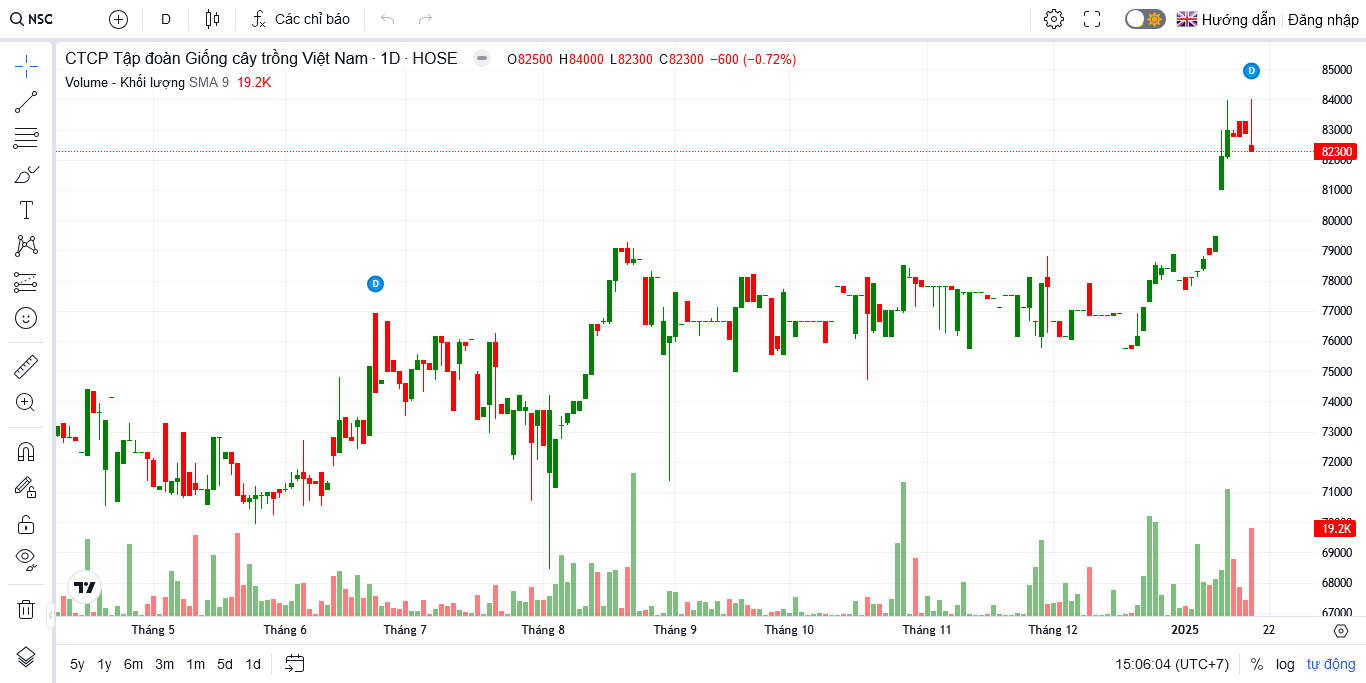 NSC D Các chỉ báo Hướng dẫn Đăng nhập
CTCP Tập đoàn Giống cây trồng Việt Nam · 1D · HOSE O82500 H84000 L82300 C82300 −600 (−0.72%)
Volume - Khối lượng SMA 9 19.2K
D
D
85000
84000
83000
82300
82000
81000
80000
79000
78000
77000
76000
75000
74000
73000
72000
71000
19.2K
69000
68000
67000
Tháng 5 Tháng 6 Tháng 7 Tháng 8 Tháng 9 Tháng 10 Tháng 11 Tháng 12 2025 22
5y 1y 6m 3m 1m 5d 1d 15:06:04 (UTC+7) % log tự động